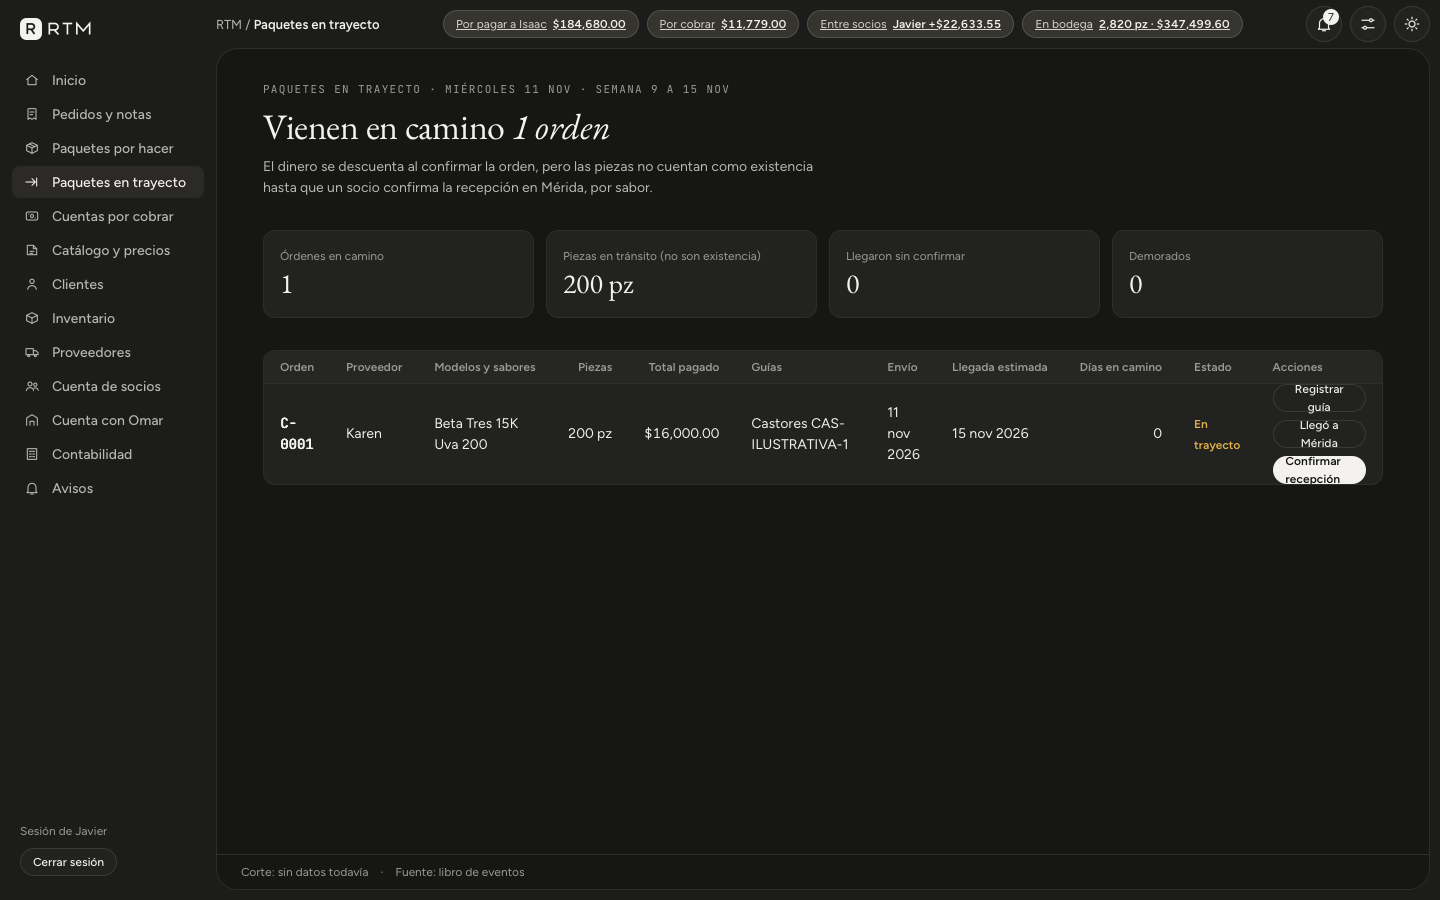 R RTM
RTM / Paquetes en trayecto
Por pagar a Isaac $184,680.00
Por cobrar $11,779.00
Entre socios Javier +$22,633.55
En bodega 2,820 pz · $347,499.60
7
Inicio
Pedidos y notas
Paquetes por hacer
Paquetes en trayecto
Cuentas por cobrar
Catálogo y precios
Clientes
Inventario
Proveedores
Cuenta de socios
Cuenta con Omar
Contabilidad
Avisos
Sesión de Javier
Cerrar sesión
PAQUETES EN TRAYECTO · MIÉRCOLES 11 NOV · SEMANA 9 A 15 NOV
Vienen en camino 1 orden
El dinero se descuenta al confirmar la orden, pero las piezas no cuentan como existencia
hasta que un socio confirma la recepción en Mérida, por sabor.
Órdenes en camino
1
Piezas en tránsito (no son existencia)
200 pz
Llegaron sin confirmar
0
Demorados
0
Orden Proveedor Modelos y sabores Piezas Total pagado Guías Envío Llegada estimada Días en camino Estado Acciones
C-
0001
Karen
Beta Tres 15K
Uva 200
200 pz
$16,000.00
Castores CAS-
ILUSTRATIVA-1
11
nov
2026
15 nov 2026
0
En
trayecto
Registrar
guía
Llegó a
Mérida
Confirmar
recepción
Corte: sin datos todavía · Fuente: libro de eventos